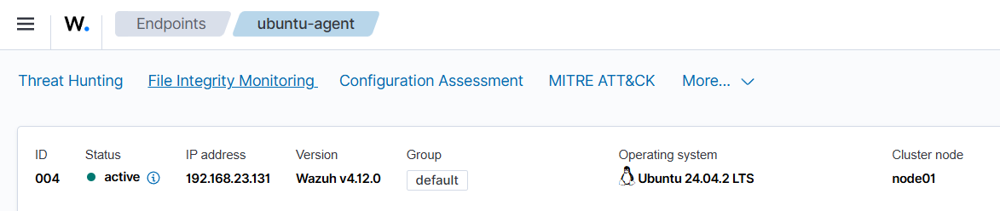 W. Endpoints ubuntu-agent
Threat Hunting File Integrity Monitoring Configuration Assessment MITRE ATT&CK More...
ID Status IP address Version Group Operating system Cluster node
004 active 192.168.23.131 Wazuh v4.12.0 default Ubuntu 24.04.2 LTS node01